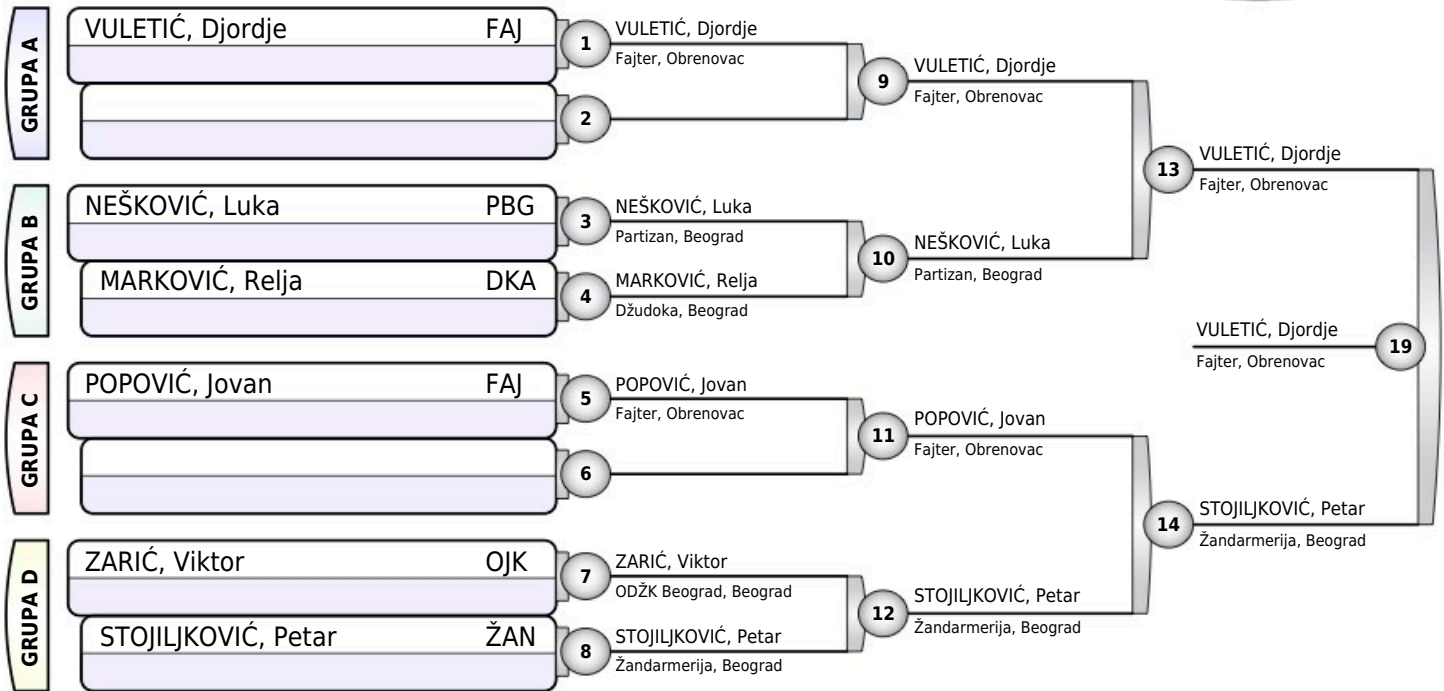 GRUPA A
VULETIĆ, Djordje FAJ
1
2
VULETIĆ, Djordje
Fajter, Obrenovac
9
VULETIĆ, Djordje
Fajter, Obrenovac
GRUPA B
NEŠKOVIĆ, Luka PBG
MARKOVIĆ, Relja DKA
3
4
NEŠKOVIĆ, Luka
Partizan, Beograd
MARKOVIĆ, Relja
Džudoka, Beograd
10
NEŠKOVIĆ, Luka
Partizan, Beograd
13
VULETIĆ, Djordje
Fajter, Obrenovac
GRUPA C
POPOVIĆ, Jovan FAJ
5
6
POPOVIĆ, Jovan
Fajter, Obrenovac
11
POPOVIĆ, Jovan
Fajter, Obrenovac
GRUPA D
ZARIĆ, Viktor OJK
STOJILJKOVIĆ, Petar ŽAN
7
8
ZARIĆ, Viktor
ODŽK Beograd, Beograd
STOJILJKOVIĆ, Petar
Žandarmerija, Beograd
12
STOJILJKOVIĆ, Petar
Žandarmerija, Beograd
14
STOJILJKOVIĆ, Petar
Žandarmerija, Beograd
VULETIĆ, Djordje
Fajter, Obrenovac
19